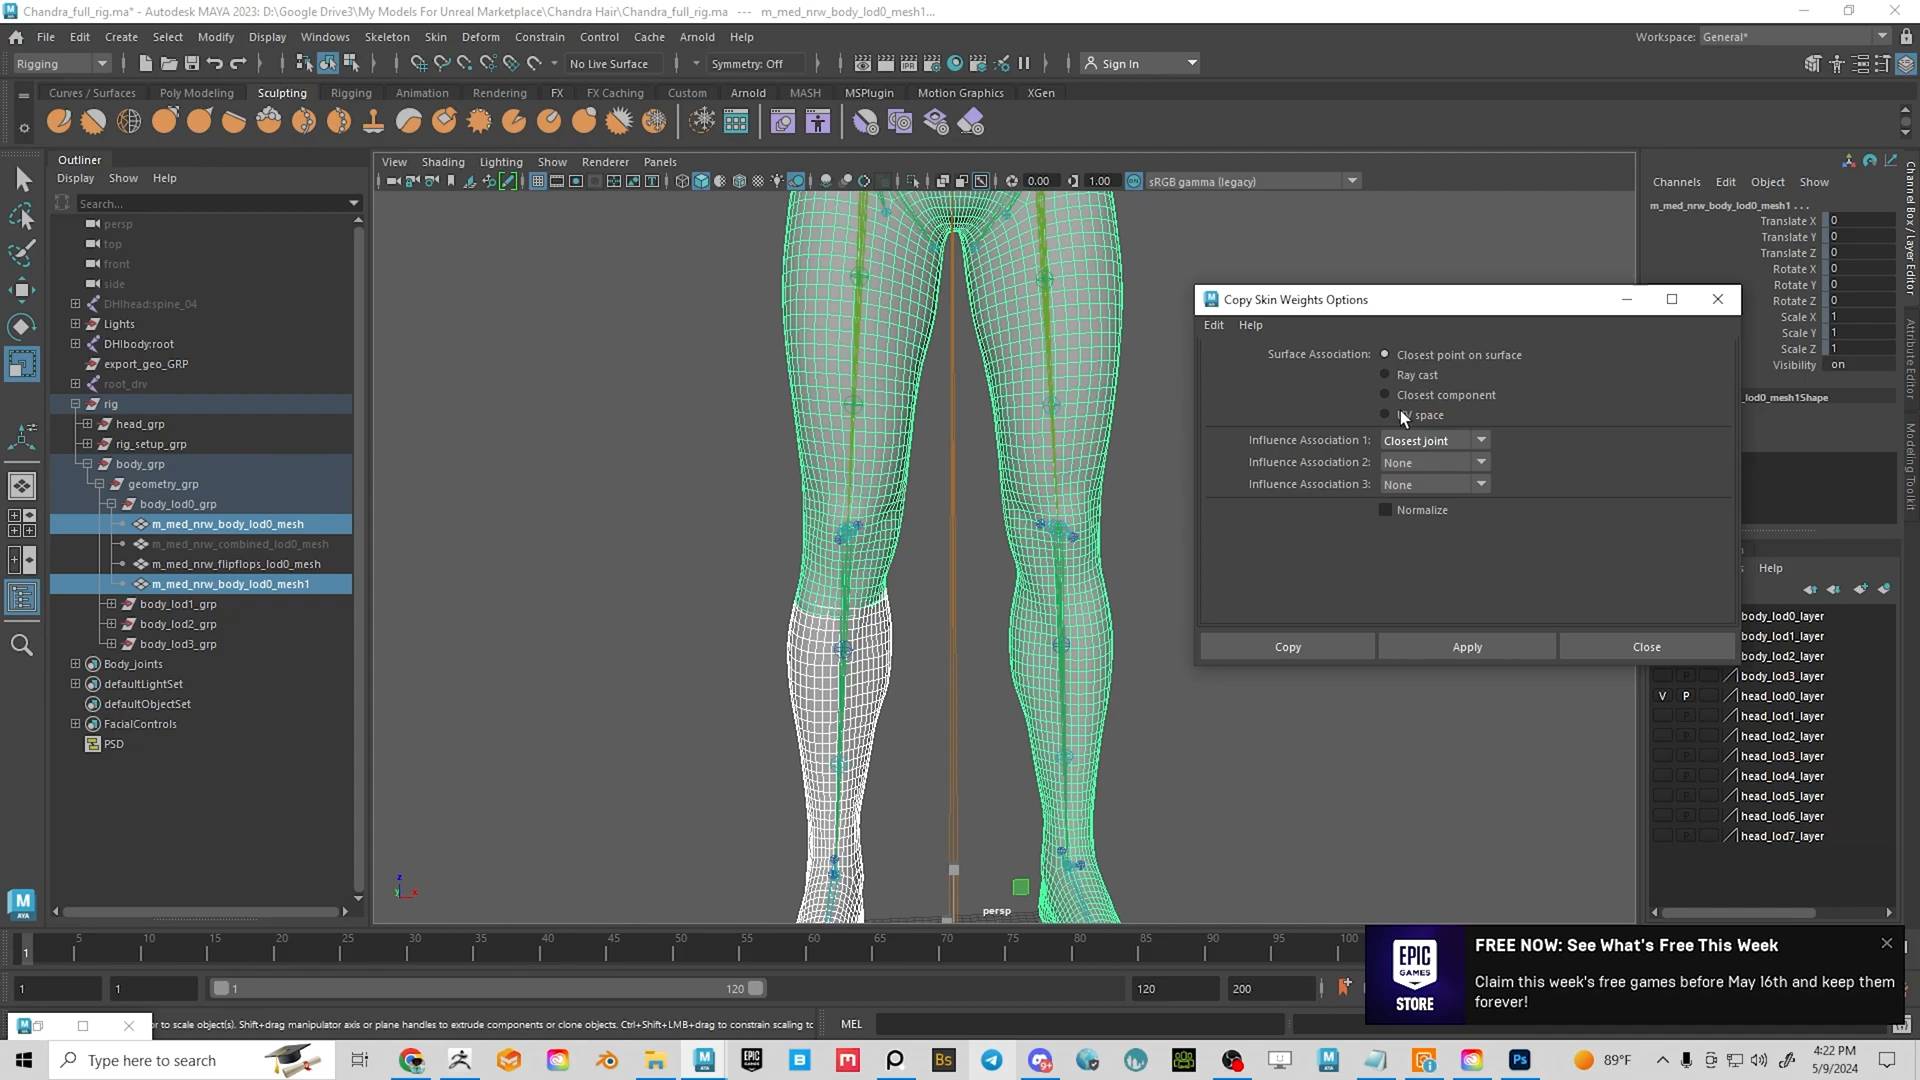 Chandra_full_rig.ma* - Autodesk MAYA 2023: D:\Google Drive3\My Models For Unreal Marketplace\Chandra Hair\Chandra_full_rig.ma --- m_med_nrw_body_lod0_mesh1...
File Edit Create Select Modify Display Windows Skeleton Skin Deform Constrain Control Cache Arnold Help
Workspace: General*
Rigging
No Live Surface
Symmetry: Off
Sign In
Curves / Surfaces Poly Modeling Sculpting Rigging Animation Rendering FX FX Caching Custom Arnold MASH MSPlugin Motion Graphics XGen
Outliner
Display Show Help
Search...
persp
top
front
side
DHIhead:spine_04
Lights
DHIbody:root
export_geo_GRP
root_drv
rig
head_grp
rig_setup_grp
body_grp
geometry_grp
body_lod0_grp
m_med_nrw_body_lod0_mesh
m_med_nrw_combined_lod0_mesh
m_med_nrw_flipflops_lod0_mesh
m_med_nrw_body_lod0_mesh1
body_lod1_grp
body_lod2_grp
body_lod3_grp
Body_joints
defaultLightSet
defaultObjectSet
FacialControls
PSD
View Shading Lighting Show Renderer Panels
0.00
1.00
sRGB gamma (legacy)
persp
Copy Skin Weights Options
Edit Help
Surface Association: Closest point on surface
Ray cast
Closest component
space
Influence Association 1: Closest joint
Influence Association 2: None
Influence Association 3: None
Normalize
Copy Apply Close
Channels Edit Object Show
m_med_nrw_body_lod0_mesh1 . . .
Translate X 0
Translate Y 0
Translate Z 0
Rotate X 0
Rotate Y 0
Rotate Z 0
Scale X 1
Scale Y 1
Scale Z 1
Visibility on
_lod0_mesh1Shape
Help
body_lod0_layer
body_lod1_layer
body_lod2_layer
body_lod3_layer
V P head_lod0_layer
head_lod1_layer
head_lod2_layer
head_lod3_layer
head_lod4_layer
head_lod5_layer
head_lod6_layer
head_lod7_layer
Channel Box / Layer Editor
Attribute Editor
Modeling Toolkit
1 5 10 15 20 25 30 35 40 45 50 55 60 65 70 75 80 85 90 95 100
1 1 1 120 120 200
or to scale object(s). Shift+drag manipulator axis or plane handles to extrude components or clone objects. Ctrl+Shift+LMB+drag to constrain scaling to
MEL
EPIC GAMES STORE
FREE NOW: See What's Free This Week
Claim this week's free games before May 16th and keep them
forever!
Type here to search
89°F
4:22 PM
5/9/2024